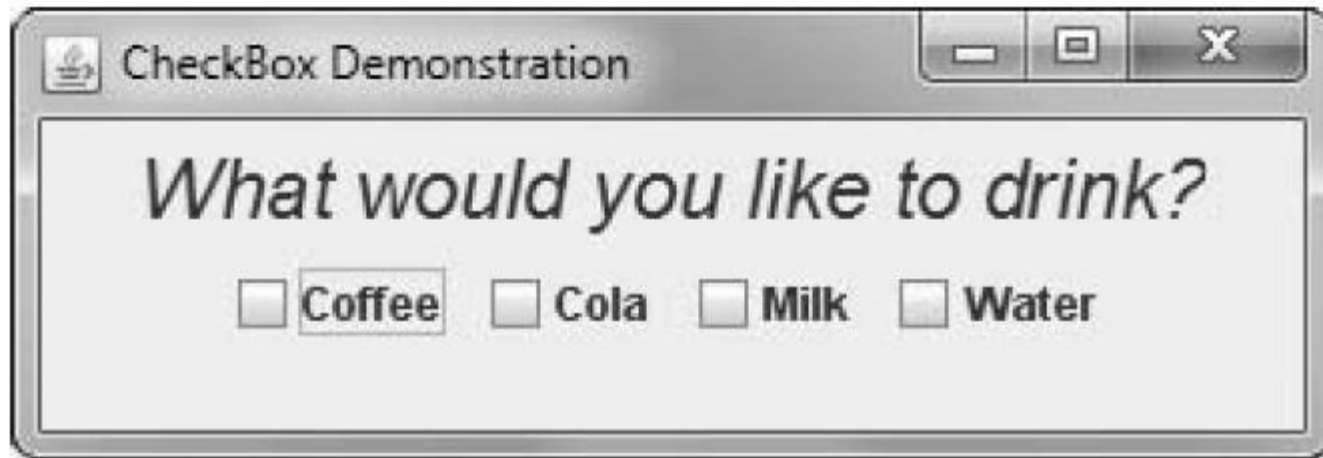 CheckBox Demonstration
What would you like to drink?
Coffee Cola Milk Water